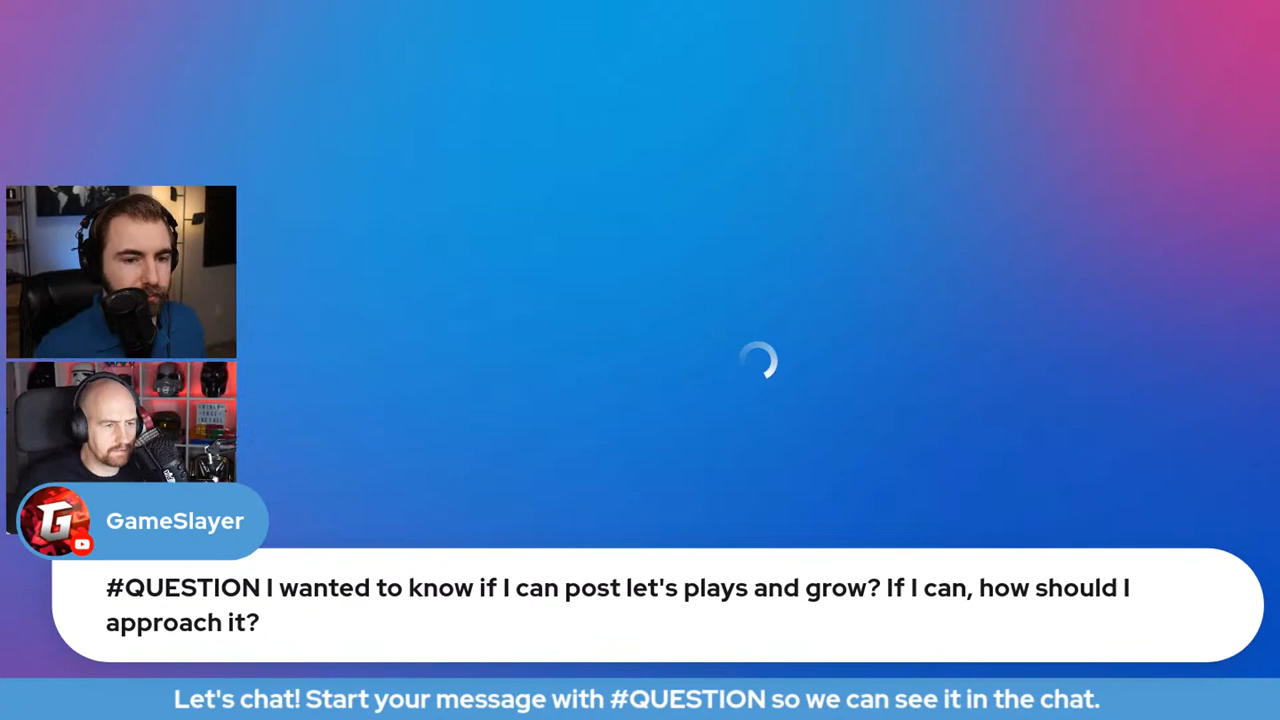 GameSlayer
#QUESTION I wanted to know if I can post let's plays and grow? If I can, how should I
approach it?
Let's chat! Start your message with #QUESTION so we can see it in the chat.